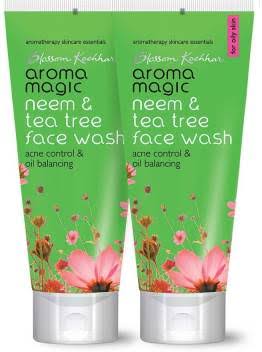 aromatherapy skincare essentials
Blossom Kochhar
aroma
magic
neem &
tea tree
face wash
acne control &
oil balancing
aromatherapy skincare essentials
Blossom Kochhar
aroma
magic
neem &
tea tree
face wash
acne control &
oil balancing
for oily skin